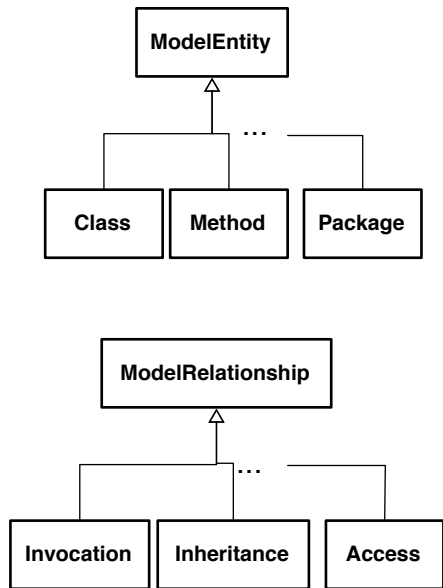 ModelEntity
...
Class
Method
Package
ModelRelationship
...
Invocation
Inheritance
Access